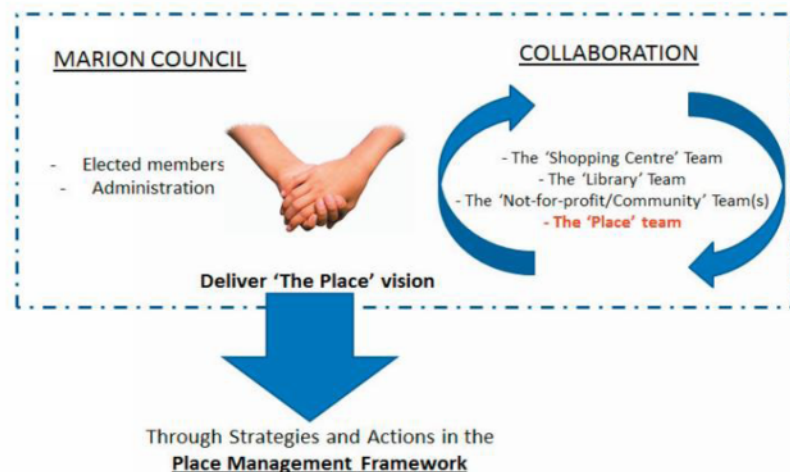 MARION COUNCIL
- Elected members
- Administration
COLLABORATION
- The ‘Shopping Centre’ Team
- The ‘Library’ Team
- The ‘Not-for-profit/Community’ Team(s)
- The ‘Place’ team
Deliver ‘The Place’ vision
Through Strategies and Actions in the
Place Management Framework